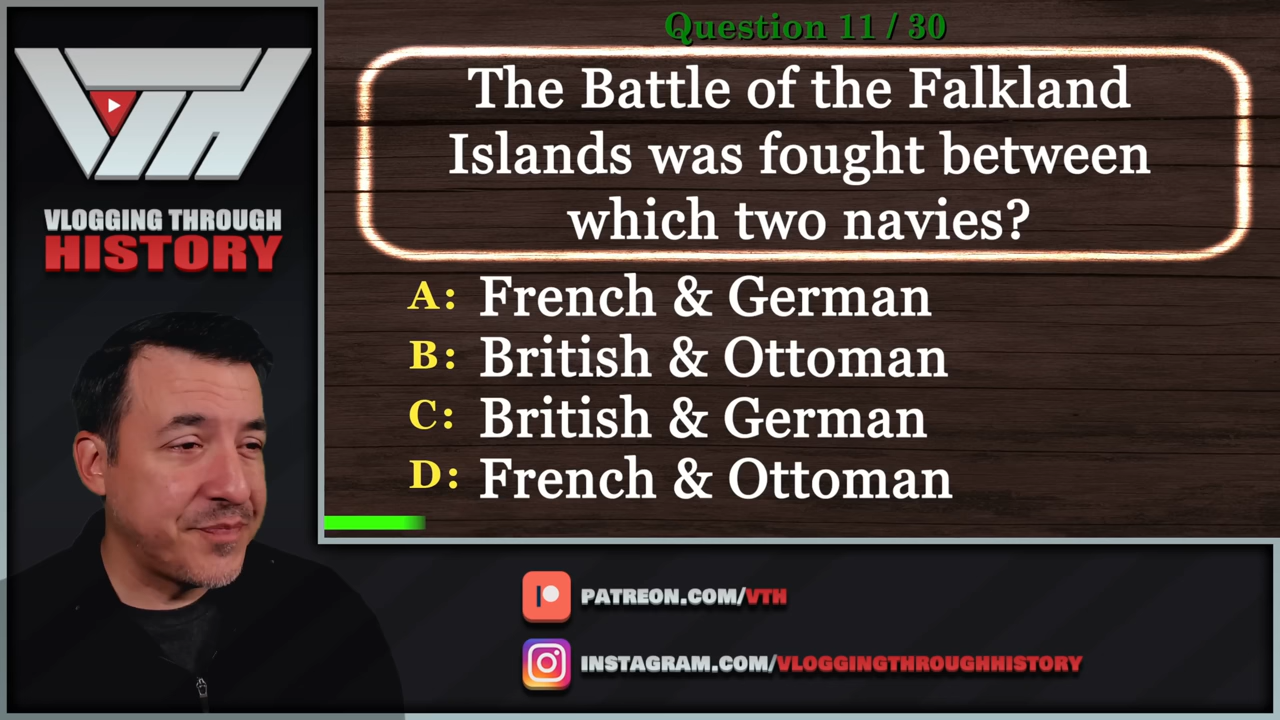 Question 11 / 30
The Battle of the Falkland
Islands was fought between
which two navies?
A: French & German
B: British & Ottoman
C: British & German
D: French & Ottoman
VTH
VLOGGING THROUGH
HISTORY
PATREON.COM/VTH
INSTAGRAM.COM/VLOGGINGTHROUGHHISTORY